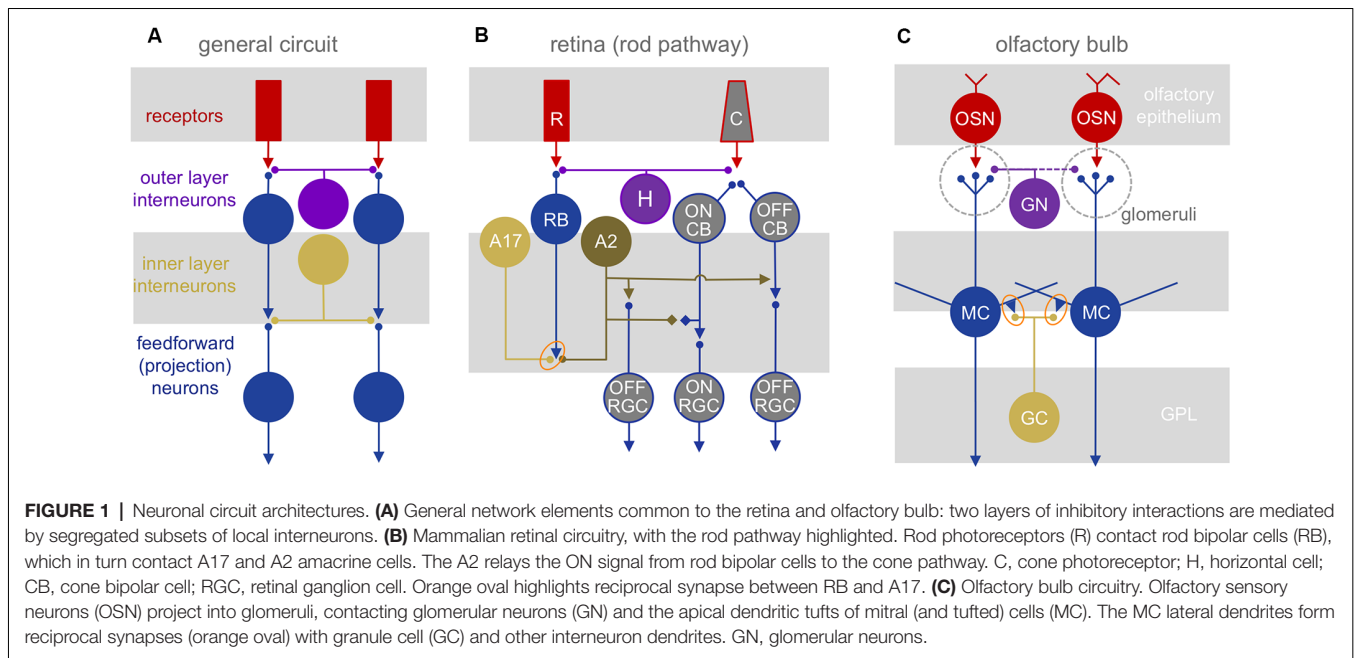 A
general circuit
receptors
outer layer
interneurons
inner layer
interneurons
feedforward
(projection)
neurons
B
retina (rod pathway)
R
C
H
RB
ON
CB
OFF
CB
A17
A2
OFF
RGC
ON
RGC
OFF
RGC
C
olfactory bulb
OSN
OSN
olfactory
epithelium
GN
glomeruli
MC
MC
GC
GPL
FIGURE 1 | Neuronal circuit architectures. (A) General network elements common to the retina and olfactory bulb: two layers of inhibitory interactions are mediated
by segregated subsets of local interneurons. (B) Mammalian retinal circuitry, with the rod pathway highlighted. Rod photoreceptors (R) contact rod bipolar cells (RB),
which in turn contact A17 and A2 amacrine cells. The A2 relays the ON signal from rod bipolar cells to the cone pathway. C, cone photoreceptor; H, horizontal cell;
CB, cone bipolar cell; RGC, retinal ganglion cell. Orange oval highlights reciprocal synapse between RB and A17. (C) Olfactory bulb circuitry. Olfactory sensory
neurons (OSN) project into glomeruli, contacting glomerular neurons (GN) and the apical dendritic tufts of mitral (and tufted) cells (MC). The MC lateral dendrites form
reciprocal synapses (orange oval) with granule cell (GC) and other interneuron dendrites. GN, glomerular neurons.